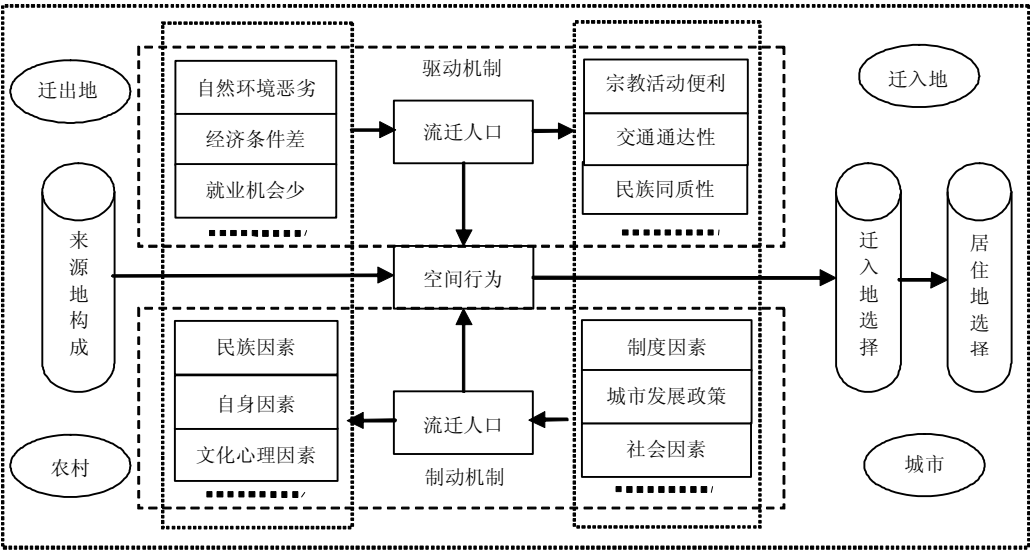 驱动机制
迁出地
自然环境恶劣
经济条件差
就业机会少
流迁人口
宗教活动便利
交通通达性
民族同质性
迁入地
来源地构成
空间行为
迁入地选择
居住地选择
民族因素
自身因素
文化心理因素
流迁人口
制动机制
制度因素
城市发展政策
社会因素
农村
城市